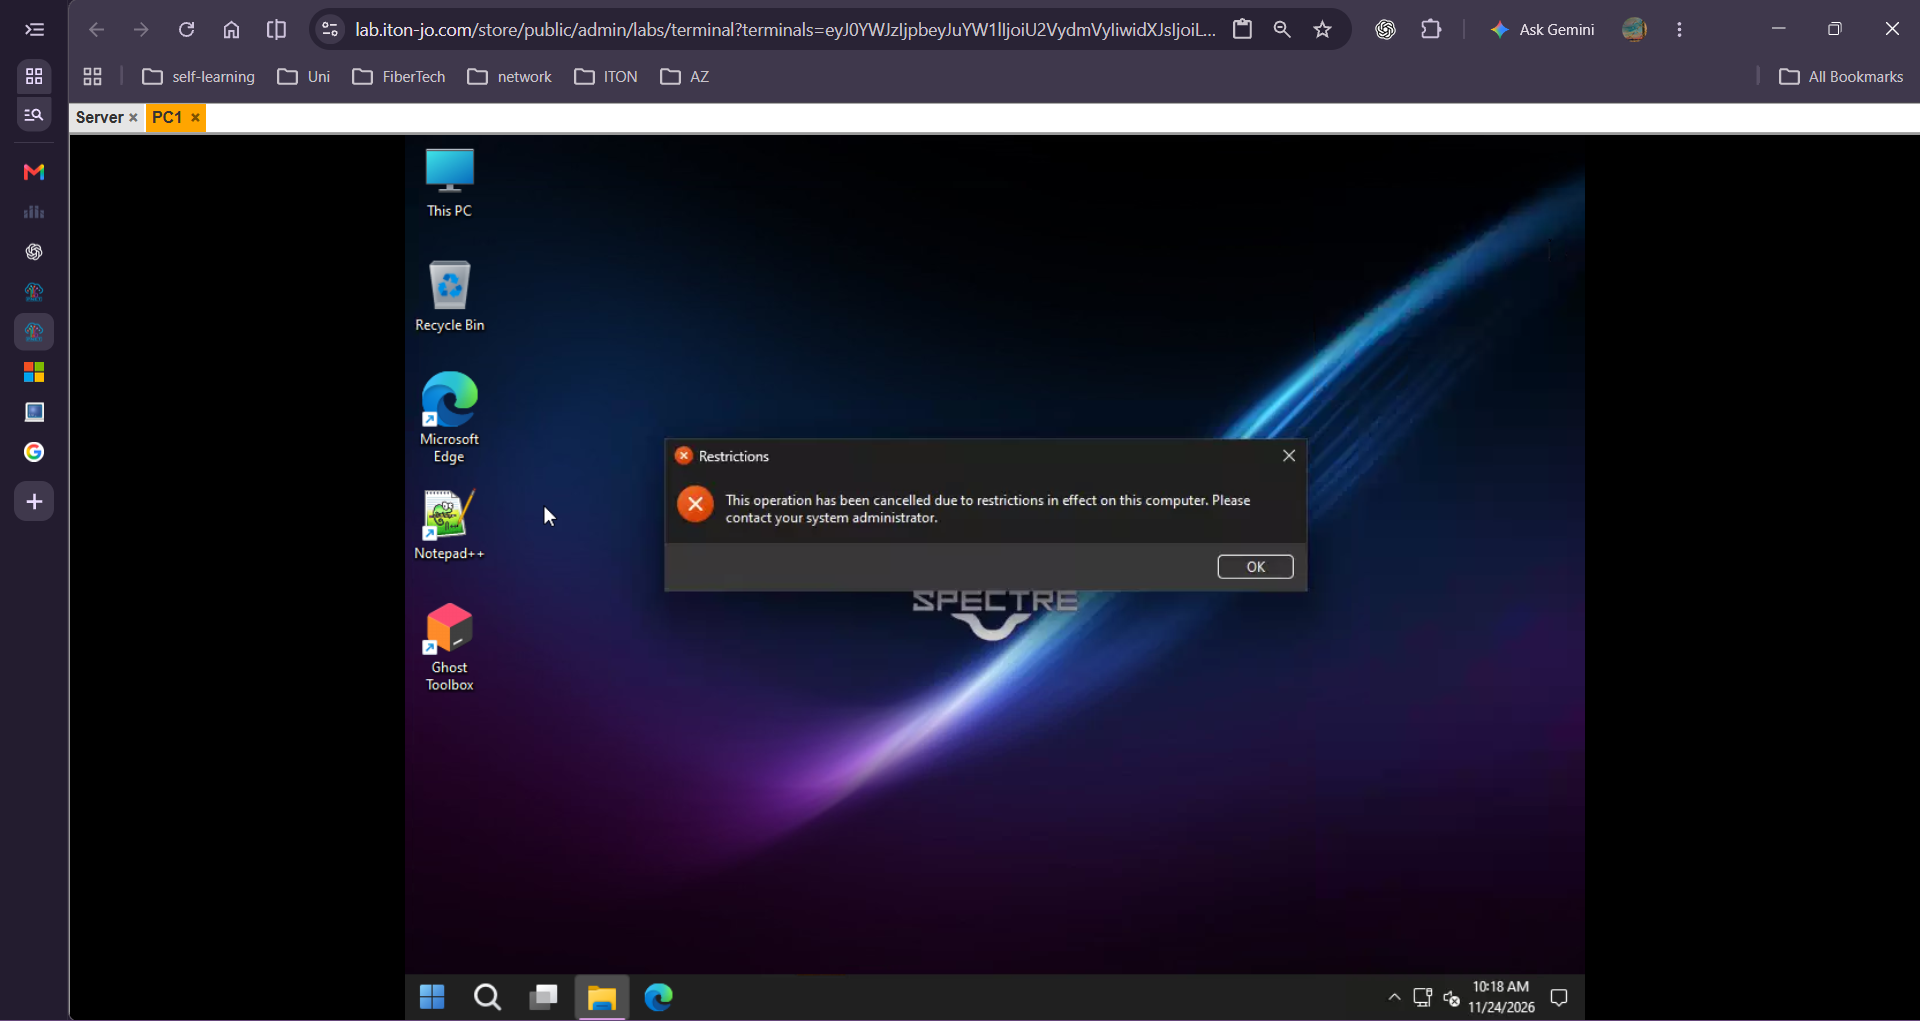 lab.iton-jo.com/store/public/admin/labs/terminal?terminals=eyJ0YWJzIjpbeyJuYW1lIjoiU2VydmVyIiwidXJsIjoiL...
Ask Gemini
self-learning
Uni
FiberTech
network
ITON
AZ
All Bookmarks
Server ×
PC1 ×
This PC
Recycle Bin
Microsoft
Edge
Notepad++
Ghost
Toolbox
Restrictions
This operation has been cancelled due to restrictions in effect on this computer. Please
contact your system administrator.
OK
SPECTRE
10:18 AM
11/24/2026